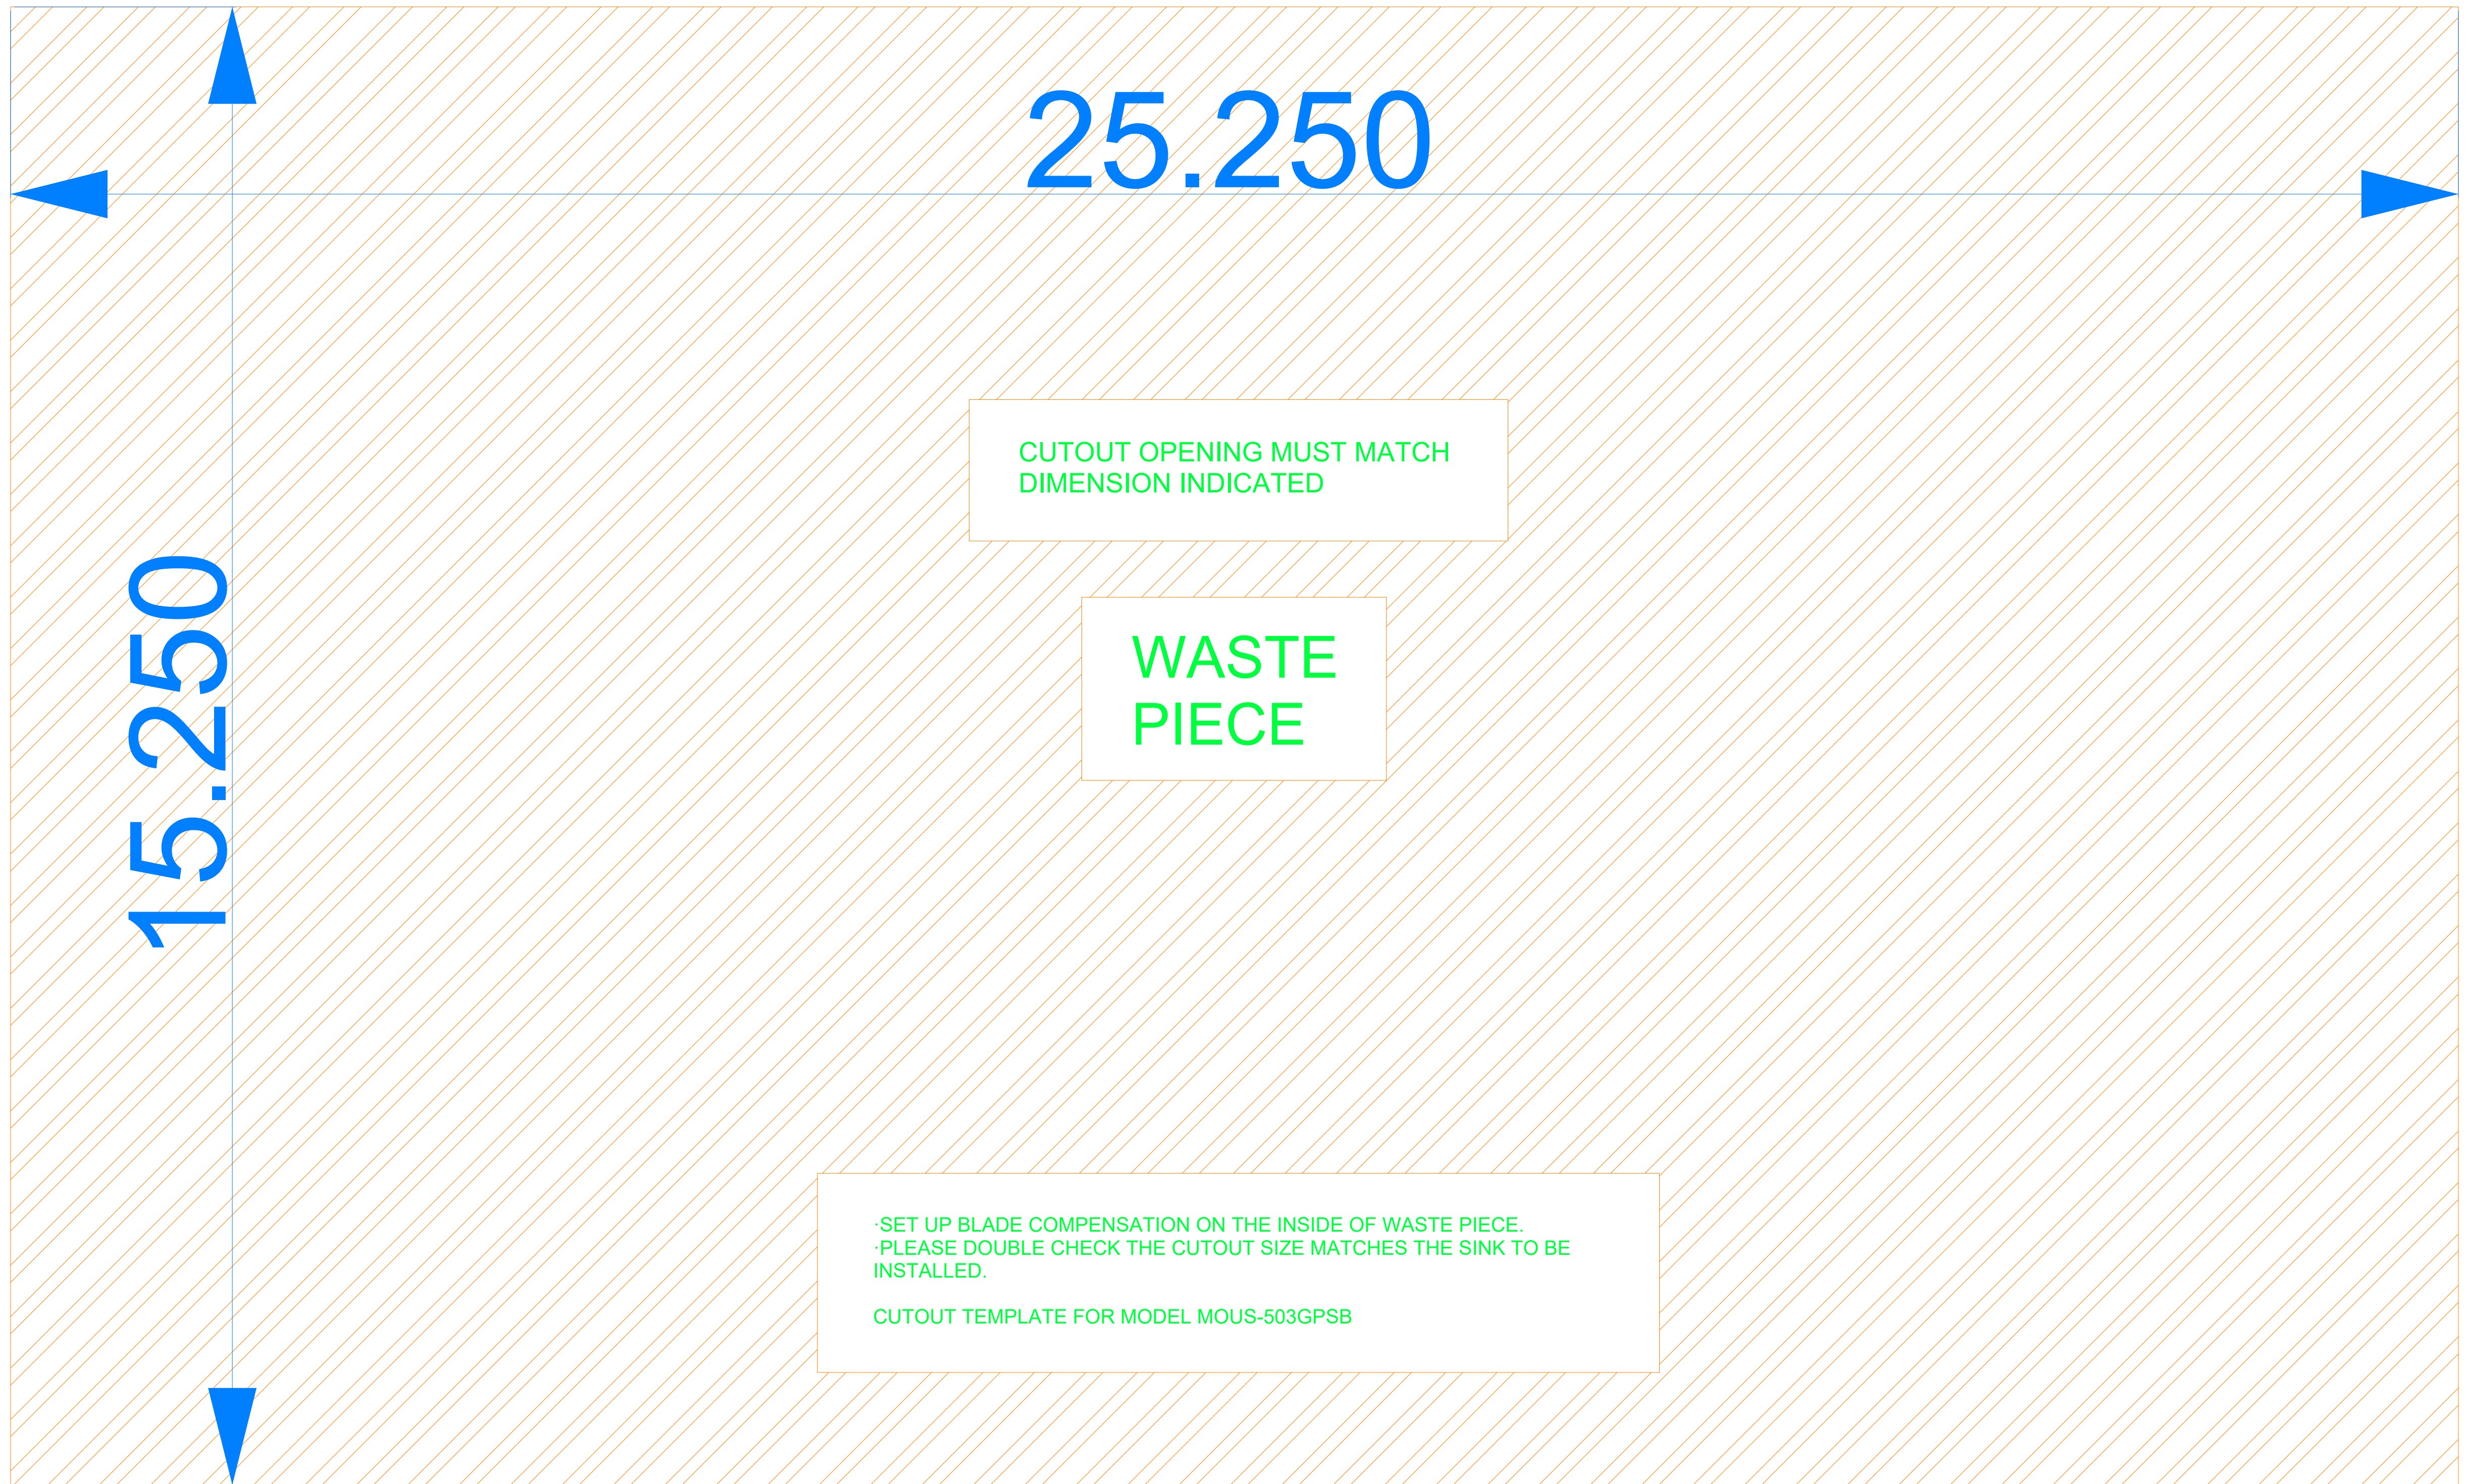 25.250
CUTOUT OPENING MUST MATCH
DIMENSION INDICATED
WASTE
PIECE
15.250
·SET UP BLADE COMPENSATION ON THE INSIDE OF WASTE PIECE.
·PLEASE DOUBLE CHECK THE CUTOUT SIZE MATCHES THE SINK TO BE
INSTALLED.
CUTOUT TEMPLATE FOR MODEL MOUS-503GPSB